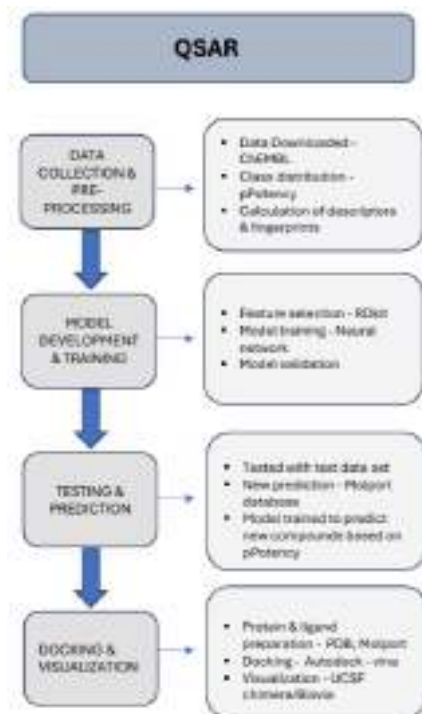 QSAR
DATA
COLLECTION &
PRE-
PROCESSING
• Data Downloaded -
ChEMBL
• Class distribution -
pPotency
• Calculation of descriptors
& fingerprints
MODEL
DEVELOPMENT
& TRAINING
• Feature selection - RDkit
• Model training - Neural
network
• Model validation
TESTING &
PREDICTION
• Tested with test data set
• New prediction - Molport
database
• Model trained to predict
new compounds based on
pPotency
DOCKING &
VISUALIZATION
• Protein & ligand
preparation - PDB, Molport
• Docking - Autodock - vina
• Visualization - UCSF
chimera/Biovia